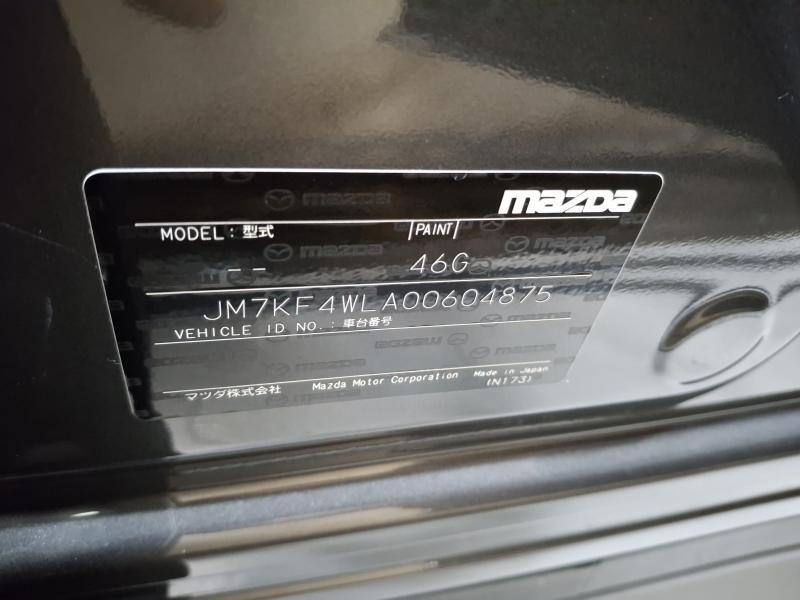 mazda
MODEL: 型式 PAINT
-- 46G
JM7KF4WLA00604875
VEHICLE ID NO.: 車台番号
マツダ株式会社 Mazda Motor Corporation Made in Japan
(N173)